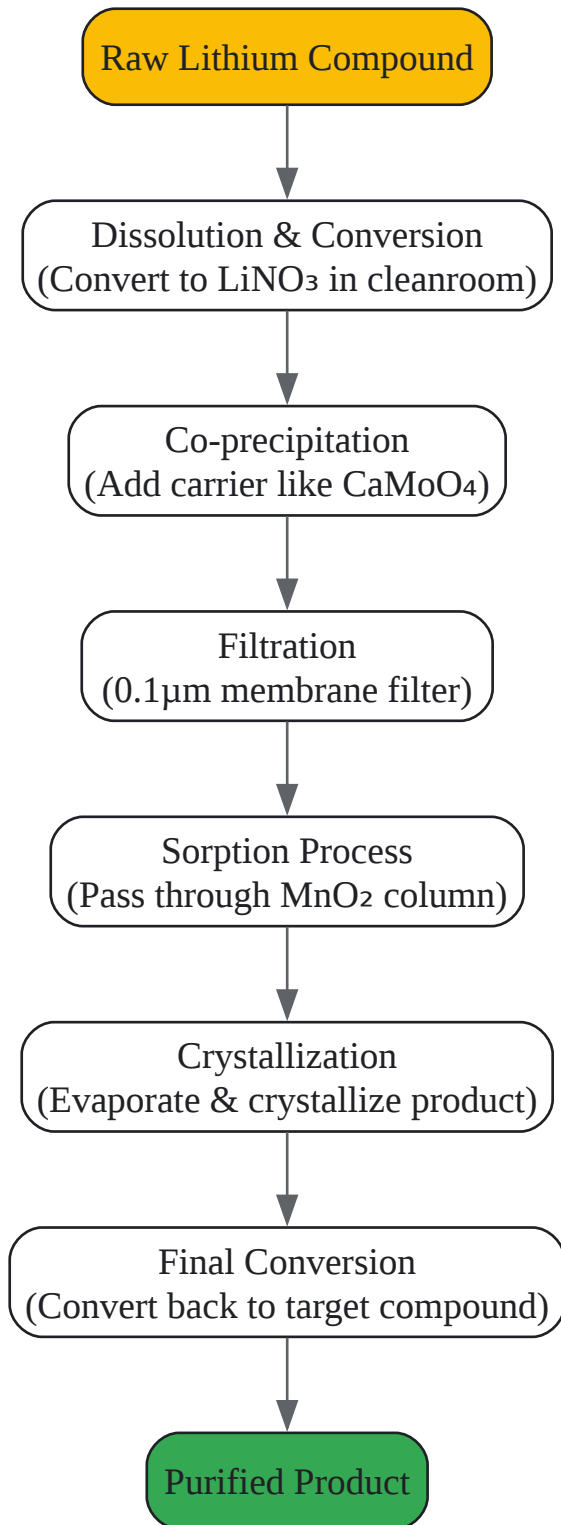 Raw Lithium Compound
Dissolution & Conversion
(Convert to LiNO₃ in cleanroom)
Co-precipitation
(Add carrier like CaMoO₄)
Filtration
(0.1µm membrane filter)
Sorption Process
(Pass through MnO₂ column)
Crystallization
(Evaporate & crystallize product)
Final Conversion
(Convert back to target compound)
Purified Product